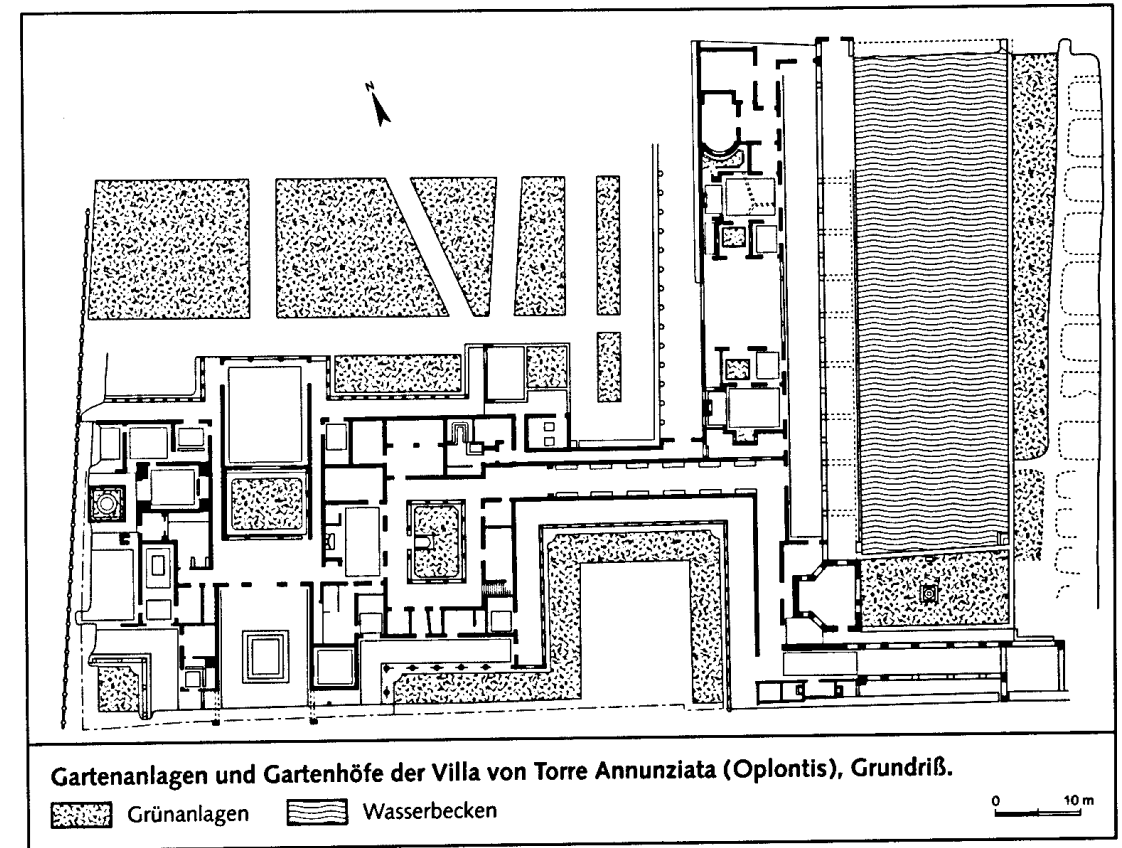 N
Gartenanlagen und Gartenhöfe der Villa von Torre Annunziata (Oplontis), Grundriß.
Grünanlagen
Wasserbecken
0 10 m